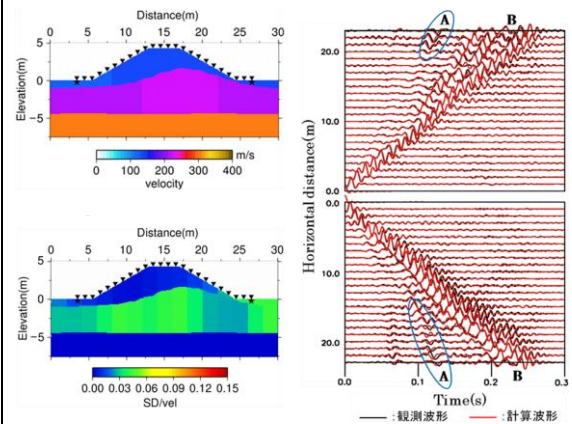 Distance(m)
0 5 10 15 20 25 30
Elevation(m)
5
0
−5
m/s
0 100 200 300 400
velocity
Distance(m)
0 5 10 15 20 25 30
Elevation(m)
5
0
−5
0.00 0.03 0.06 0.09 0.12 0.15
SD/vel
A B
20.0
10.0
0.0
Horizontal distance(m)
0.0
10.0
20.0
A B
0.0 0.1 0.2 0.3
Time(s)
:観測波形 :計算波形